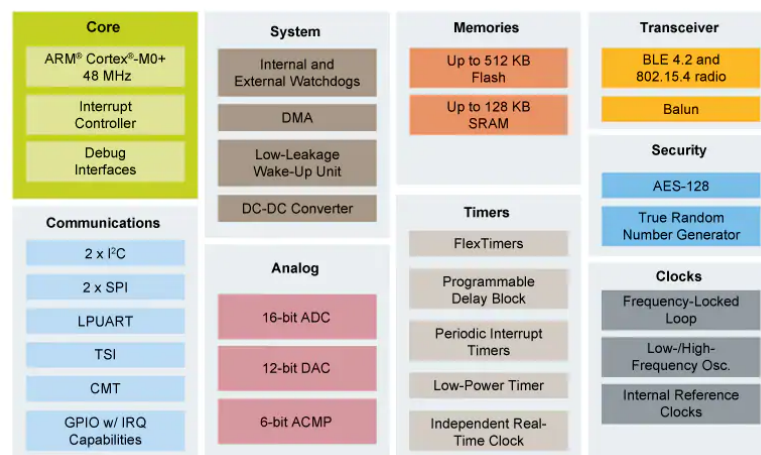 Core
ARM® Cortex®-M0+
48 MHz
Interrupt
Controller
Debug
Interfaces
Communications
2 x I²C
2 x SPI
LPUART
TSI
CMT
GPIO w/ IRQ
Capabilities
System
Internal and
External Watchdogs
DMA
Low-Leakage
Wake-Up Unit
DC-DC Converter
Analog
16-bit ADC
12-bit DAC
6-bit ACMP
Memories
Up to 512 KB
Flash
Up to 128 KB
SRAM
Timers
FlexTimers
Programmable
Delay Block
Periodic Interrupt
Timers
Low-Power Timer
Independent Real-
Time Clock
Transceiver
BLE 4.2 and
802.15.4 radio
Balun
Security
AES-128
True Random
Number Generator
Clocks
Frequency-Locked
Loop
Low-/High-
Frequency Osc.
Internal Reference
Clocks